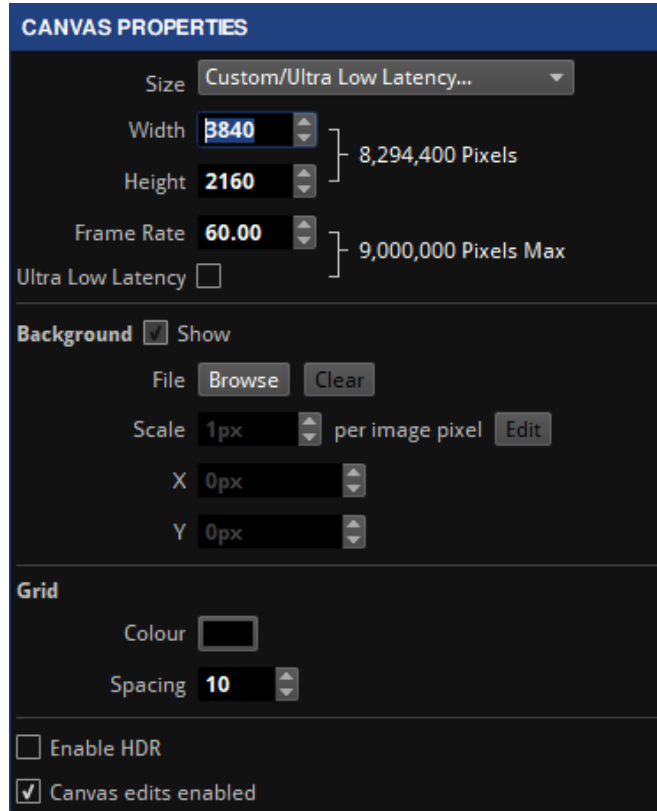 CANVAS PROPERTIES
Size Custom/Ultra Low Latency...
Width 3840
8,294,400 Pixels
Height 2160
Frame Rate 60.00
9,000,000 Pixels Max
Ultra Low Latency
Background Show
File Browse Clear
Scale 1px per image pixel Edit
X 0px
Y 0px
Grid
Colour
Spacing 10
Enable HDR
Canvas edits enabled